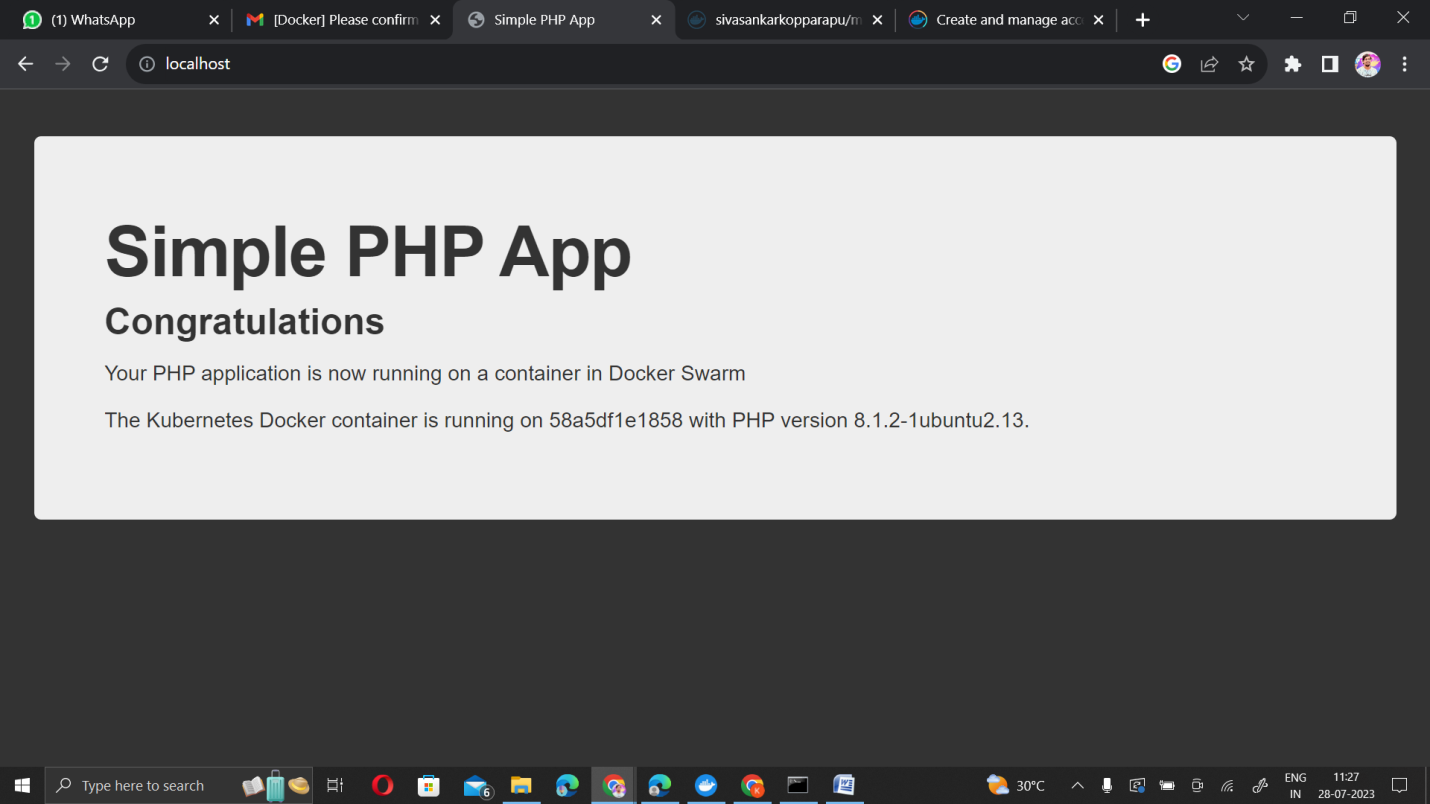 (1) WhatsApp
[Docker] Please confirm
Simple PHP App
sivasankarkopparapu/m
Create and manage acc
localhost
Simple PHP App
Congratulations
Your PHP application is now running on a container in Docker Swarm
The Kubernetes Docker container is running on 58a5df1e1858 with PHP version 8.1.2-1ubuntu2.13.
Type here to search
6
30°C
ENG
IN
11:27
28-07-2023